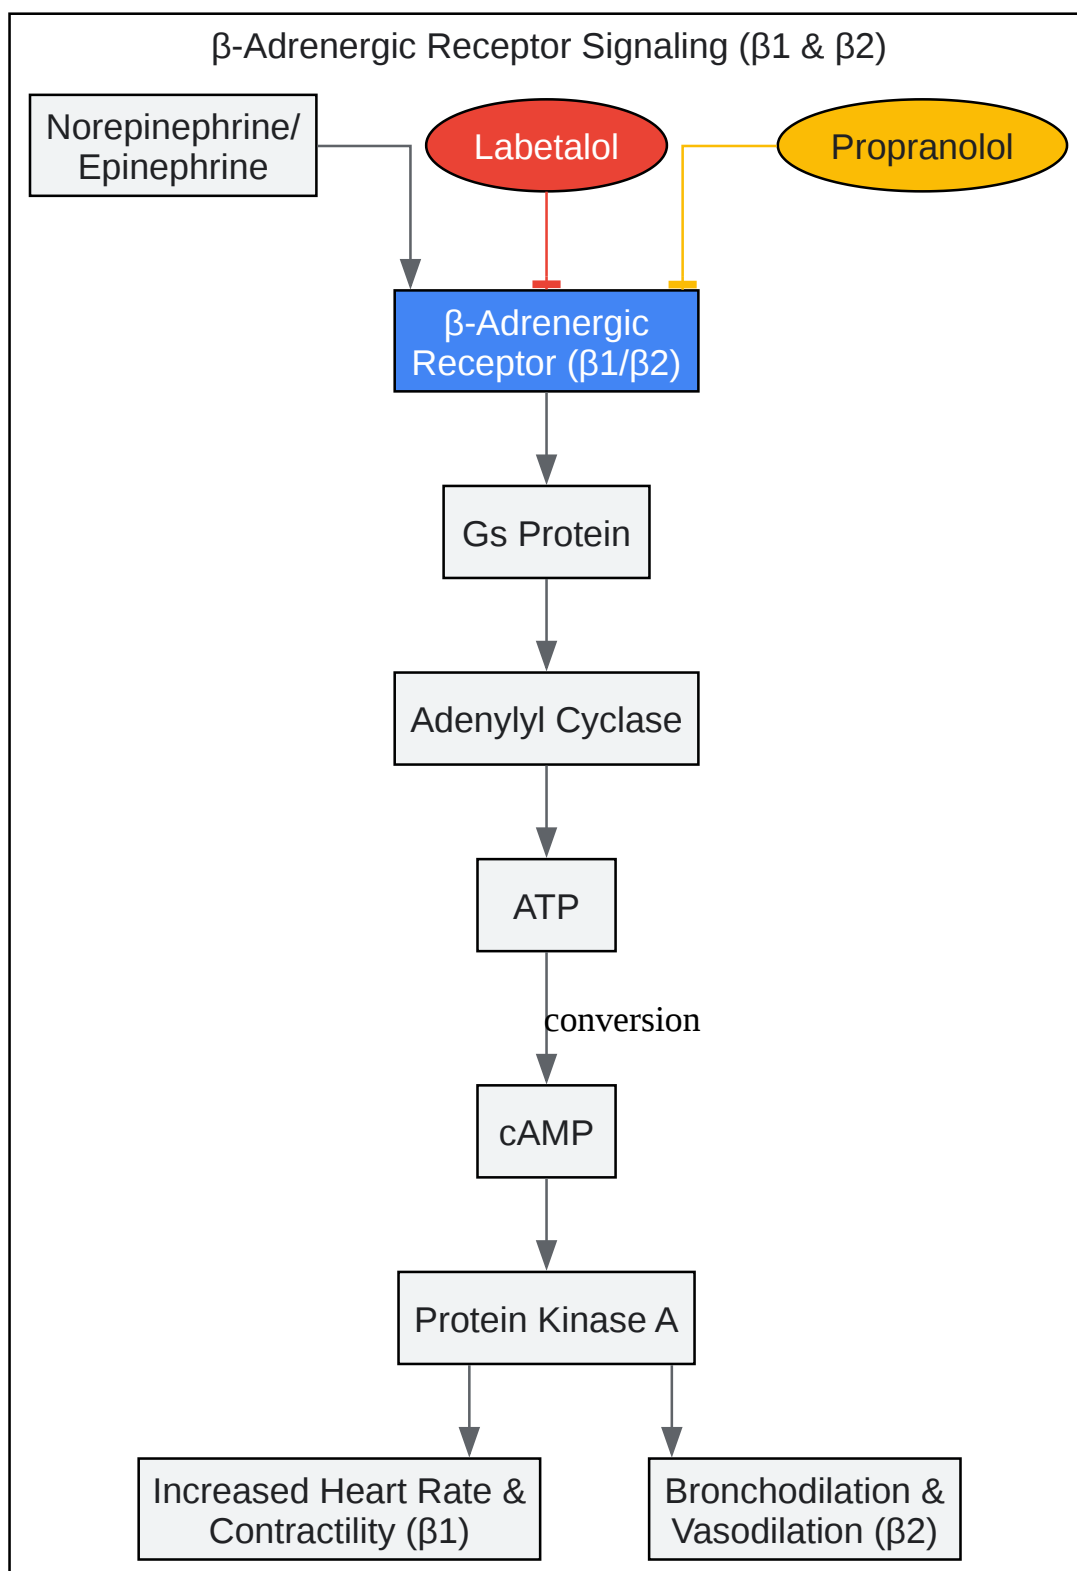 β-Adrenergic Receptor Signaling (β1 & β2)
Norepinephrine/
Epinephrine
Labetalol
Propranolol
β-Adrenergic
Receptor (β1/β2)
Gs Protein
Adenylyl Cyclase
ATP
conversion
cAMP
Protein Kinase A
Increased Heart Rate &
Contractility (β1)
Bronchodilation &
Vasodilation (β2)